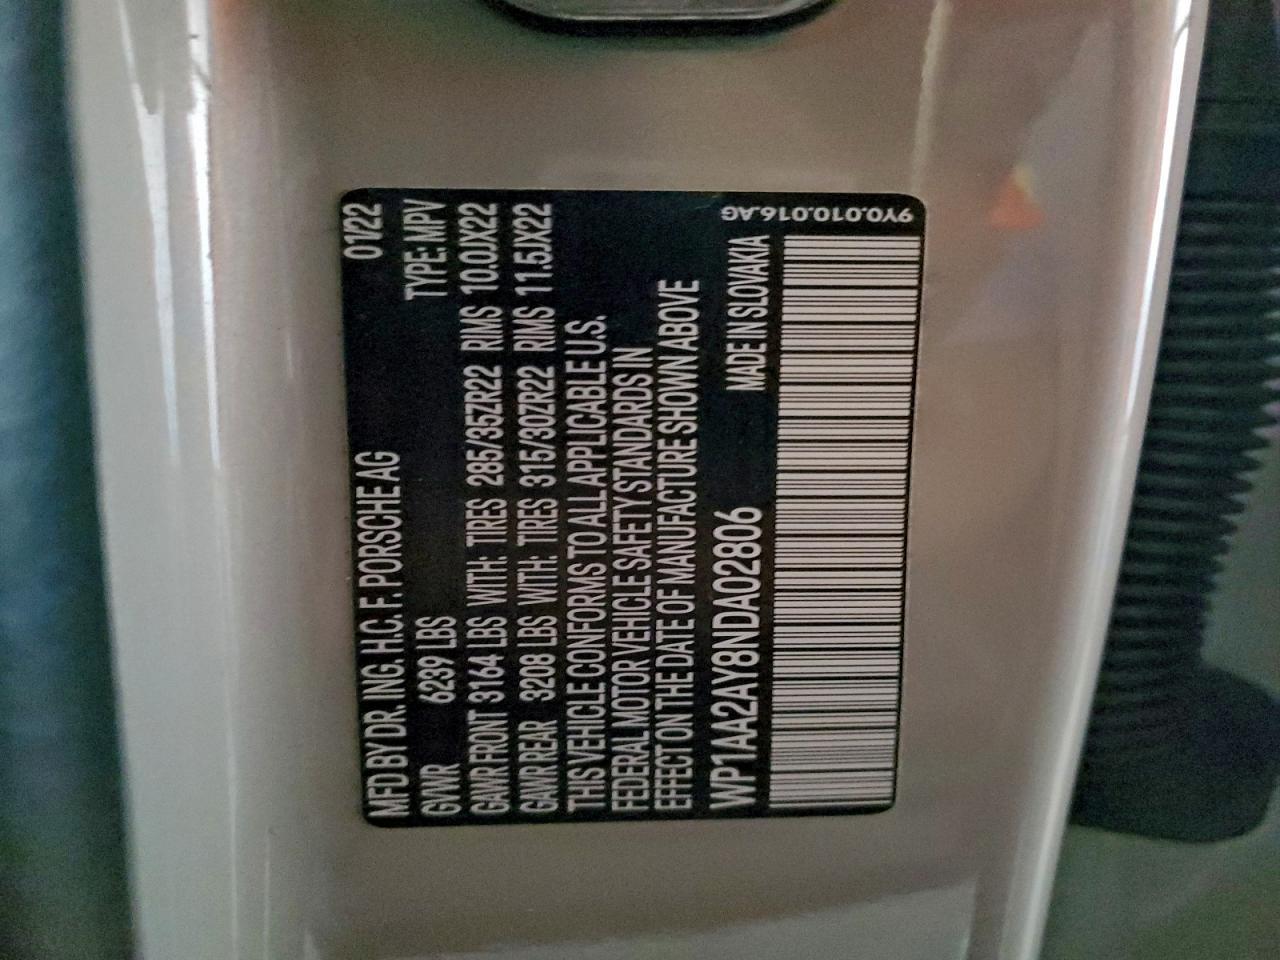 MFD BY DR. ING. H.C. F. PORSCHE AG 01/22
GVWR 6239 LBS TYPE: MPV
GAWR FRONT 3164 LBS WITH: TIRES 285/35ZR22 RIMS 10.0JX22
GAWR REAR 3208 LBS WITH: TIRES 315/30ZR22 RIMS 11.5JX22
THIS VEHICLE CONFORMS TO ALL APPLICABLE U.S.
FEDERAL MOTOR VEHICLE SAFETY STANDARDS IN
EFFECT ON THE DATE OF MANUFACTURE SHOWN ABOVE
WP1AA2AY8NDA02806 MADE IN SLOVAKIA
9Y0.010.016.AG